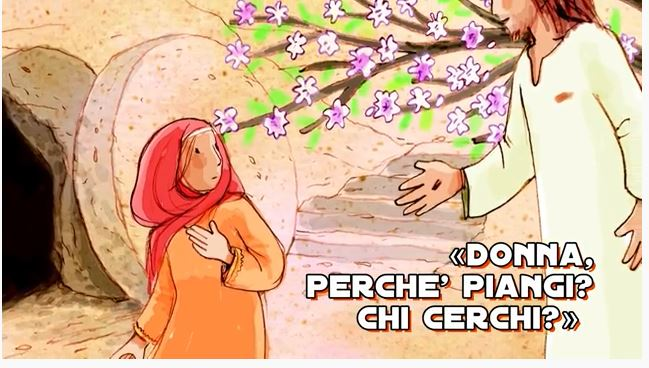 «DONNA,
PERCHE' PIANGI?
CHI CERCHI?»